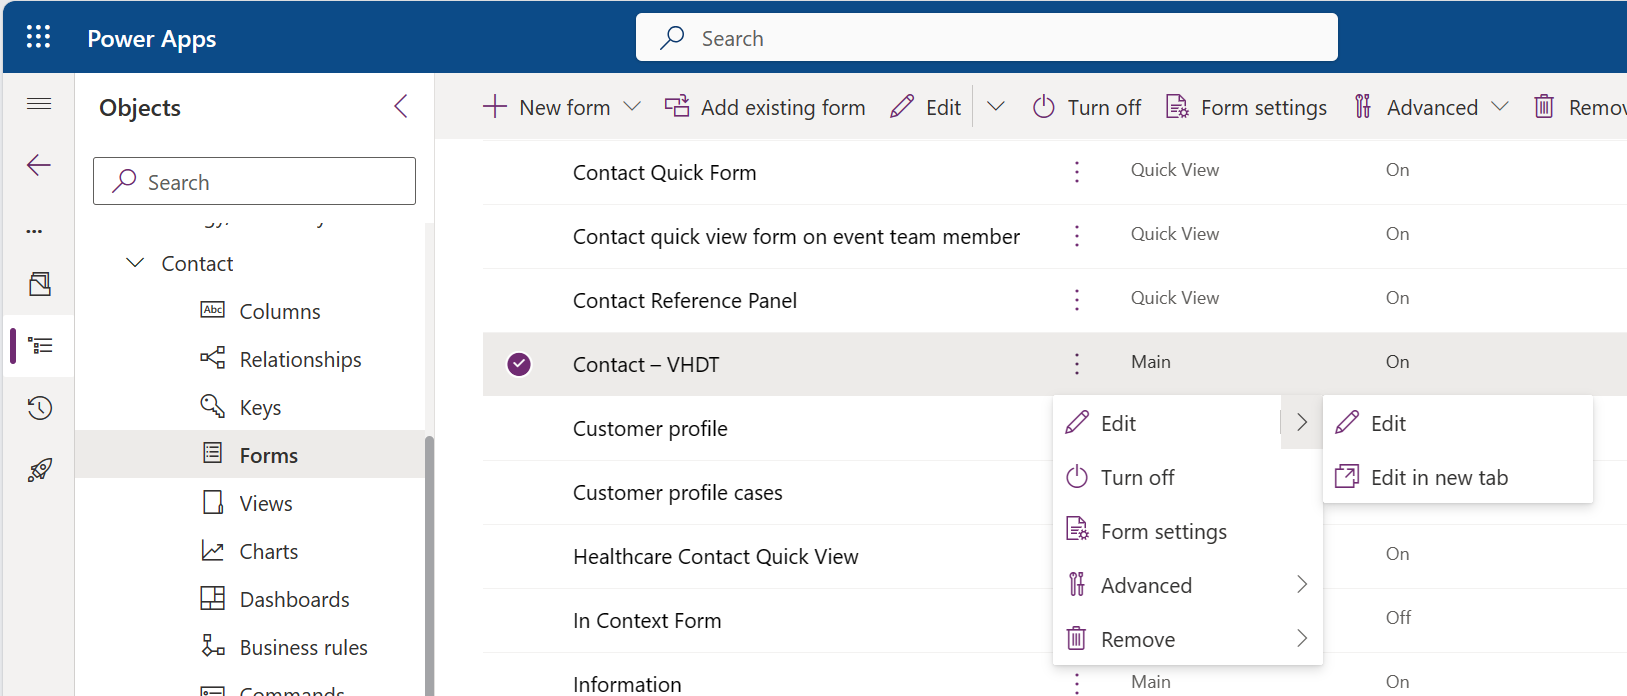 Power Apps
Search
Objects
New form
Add existing form
Edit
Turn off
Form settings
Advanced
Search
Contact
Abc Columns
Relationships
Keys
Forms
Views
Charts
Dashboards
Business rules
Commands
Contact Quick Form Quick View On
Contact quick view form on event team member Quick View On
Contact Reference Panel Quick View On
Contact – VHDT Main On
Customer profile
Customer profile cases
Healthcare Contact Quick View On
In Context Form Off
Information Main On
Edit
Turn off
Form settings
Advanced
Remove
Edit
Edit in new tab